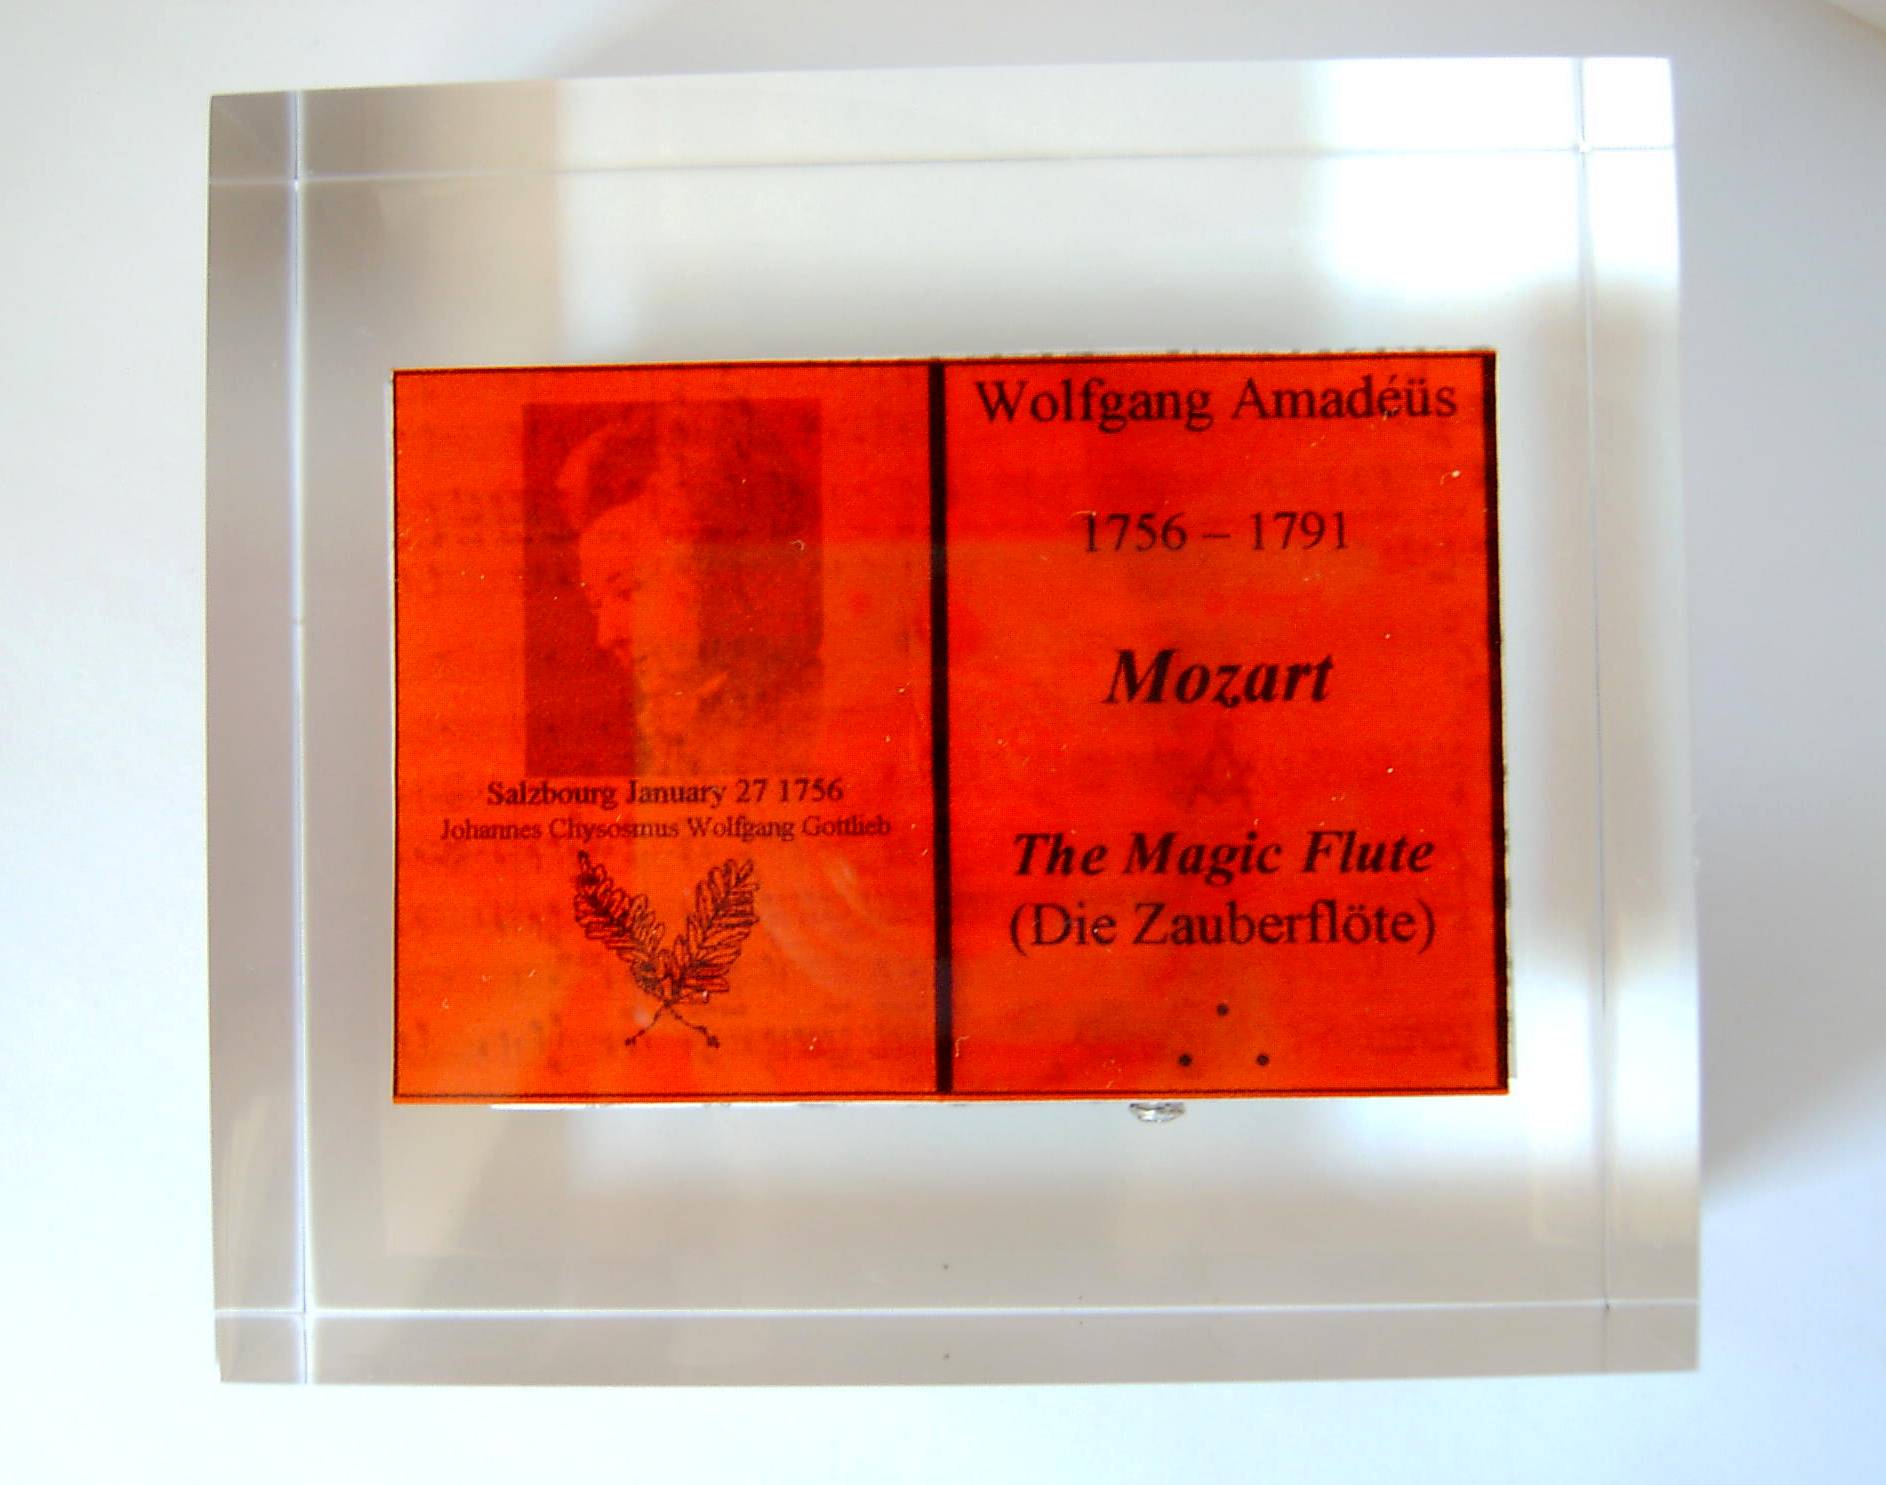 Salzbourg January 27 1756
Johannes Chysosmus Wolfgang Gottlieb
Wolfgang Amadéüs
1756 – 1791
Mozart
The Magic Flute
(Die Zauberflöte)